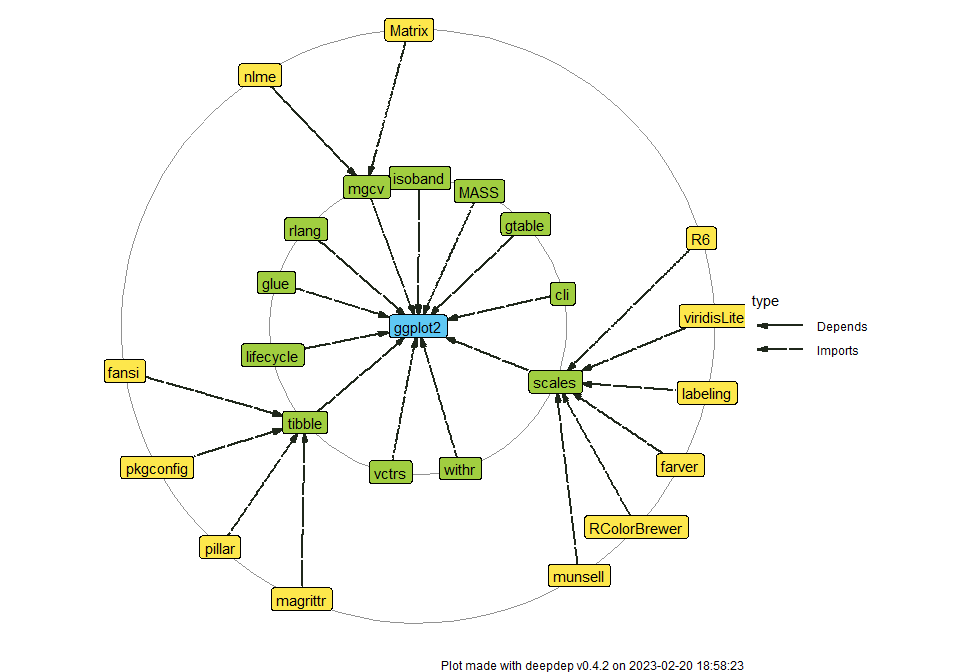 Matrix
nlme
isoband
mgcv
MASS
gtable
rlang
R6
glue
cli
type
viridisLite
ggplot2
Depends
Imports
lifecycle
fansi
scales
labeling
tibble
farver
pkgconfig
vctrs
withr
RColorBrewer
pillar
munsell
magrittr
Plot made with deepdep v0.4.2 on 2023-02-20 18:58:23